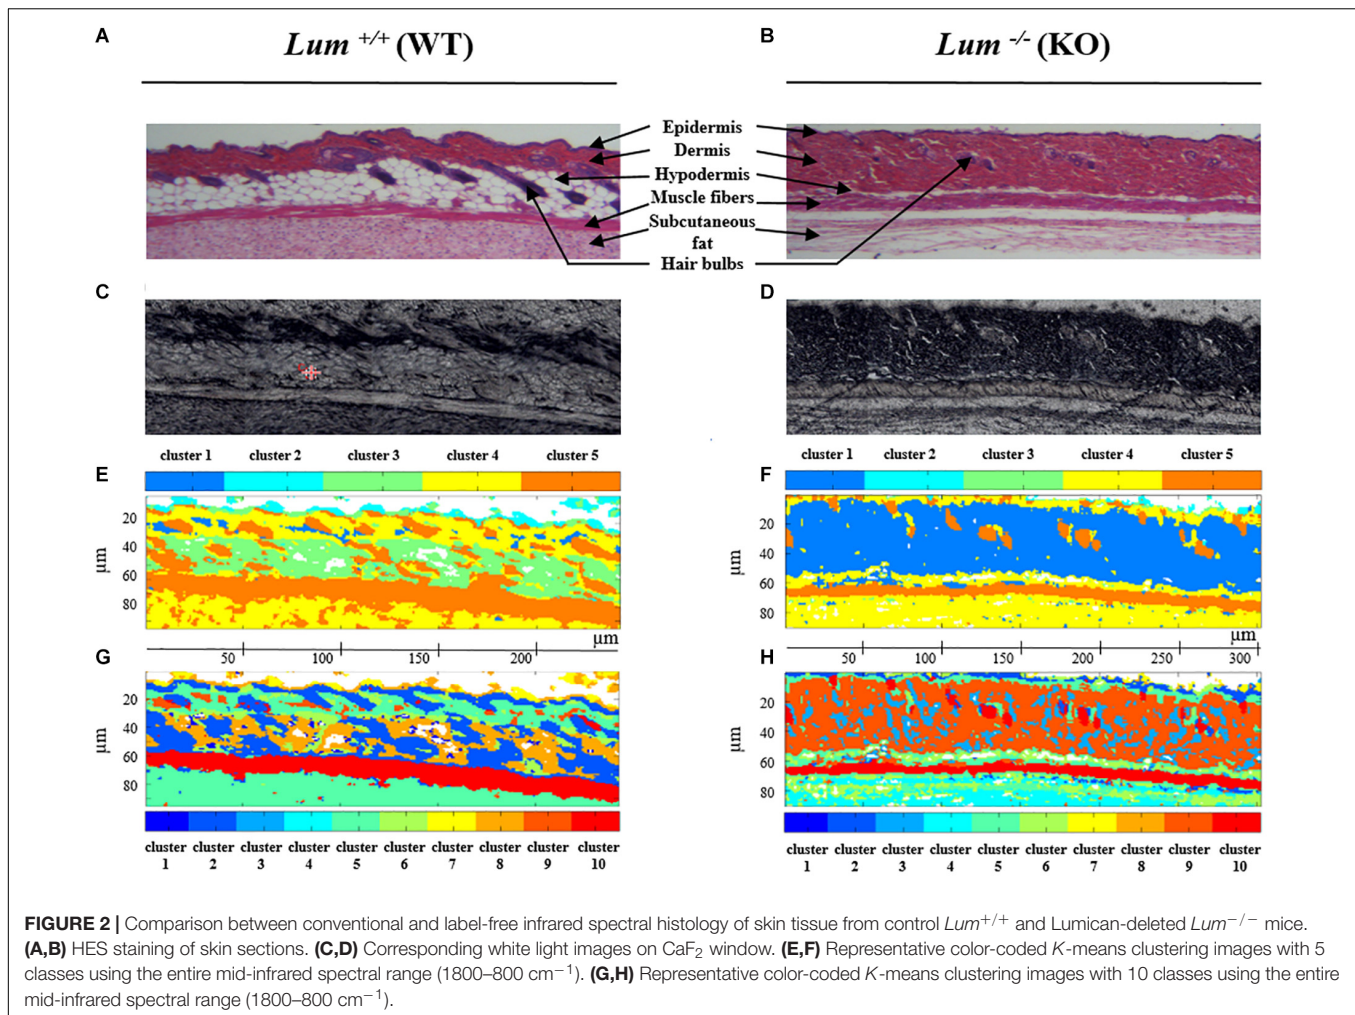 A
Lum +/+ (WT)
B
Lum -/- (KO)
Epidermis
Dermis
Hypodermis
Muscle fibers
Subcutaneous
fat
Hair bulbs
C
D
cluster 1 cluster 2 cluster 3 cluster 4 cluster 5
cluster 1 cluster 2 cluster 3 cluster 4 cluster 5
E
20
40
60
80
µm
F
20
40
60
80
µm
µm
50 100 150 200
µm
50 100 150 200 250 300
G
20
40
60
80
µm
H
20
40
60
80
µm
cluster cluster cluster cluster cluster cluster cluster cluster cluster cluster
1 2 3 4 5 6 7 8 9 10
cluster cluster cluster cluster cluster cluster cluster cluster cluster cluster
1 2 3 4 5 6 7 8 9 10
FIGURE 2 | Comparison between conventional and label-free infrared spectral histology of skin tissue from control Lum+/+ and Lumican-deleted Lum−/− mice.
(A,B) HES staining of skin sections. (C,D) Corresponding white light images on CaF2 window. (E,F) Representative color-coded K-means clustering images with 5
classes using the entire mid-infrared spectral range (1800–800 cm−1). (G,H) Representative color-coded K-means clustering images with 10 classes using the entire
mid-infrared spectral range (1800–800 cm−1).